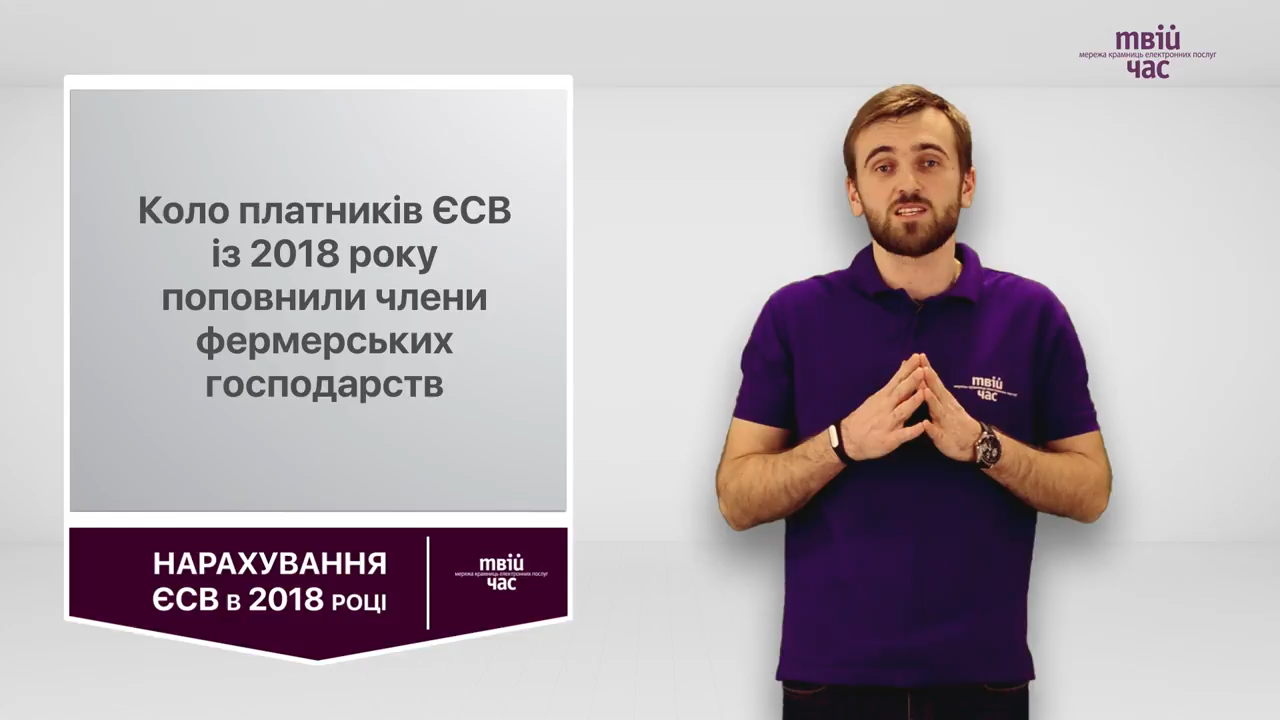 твій
мережа крамниць електронних послуг
час
Коло платників ЄСВ
із 2018 року
поповнили члени
фермерських
господарств
твій
час
НАРАХУВАННЯ
ЄСВ в 2018 РОЦІ
твій
мережа крамниць електронних послуг
час